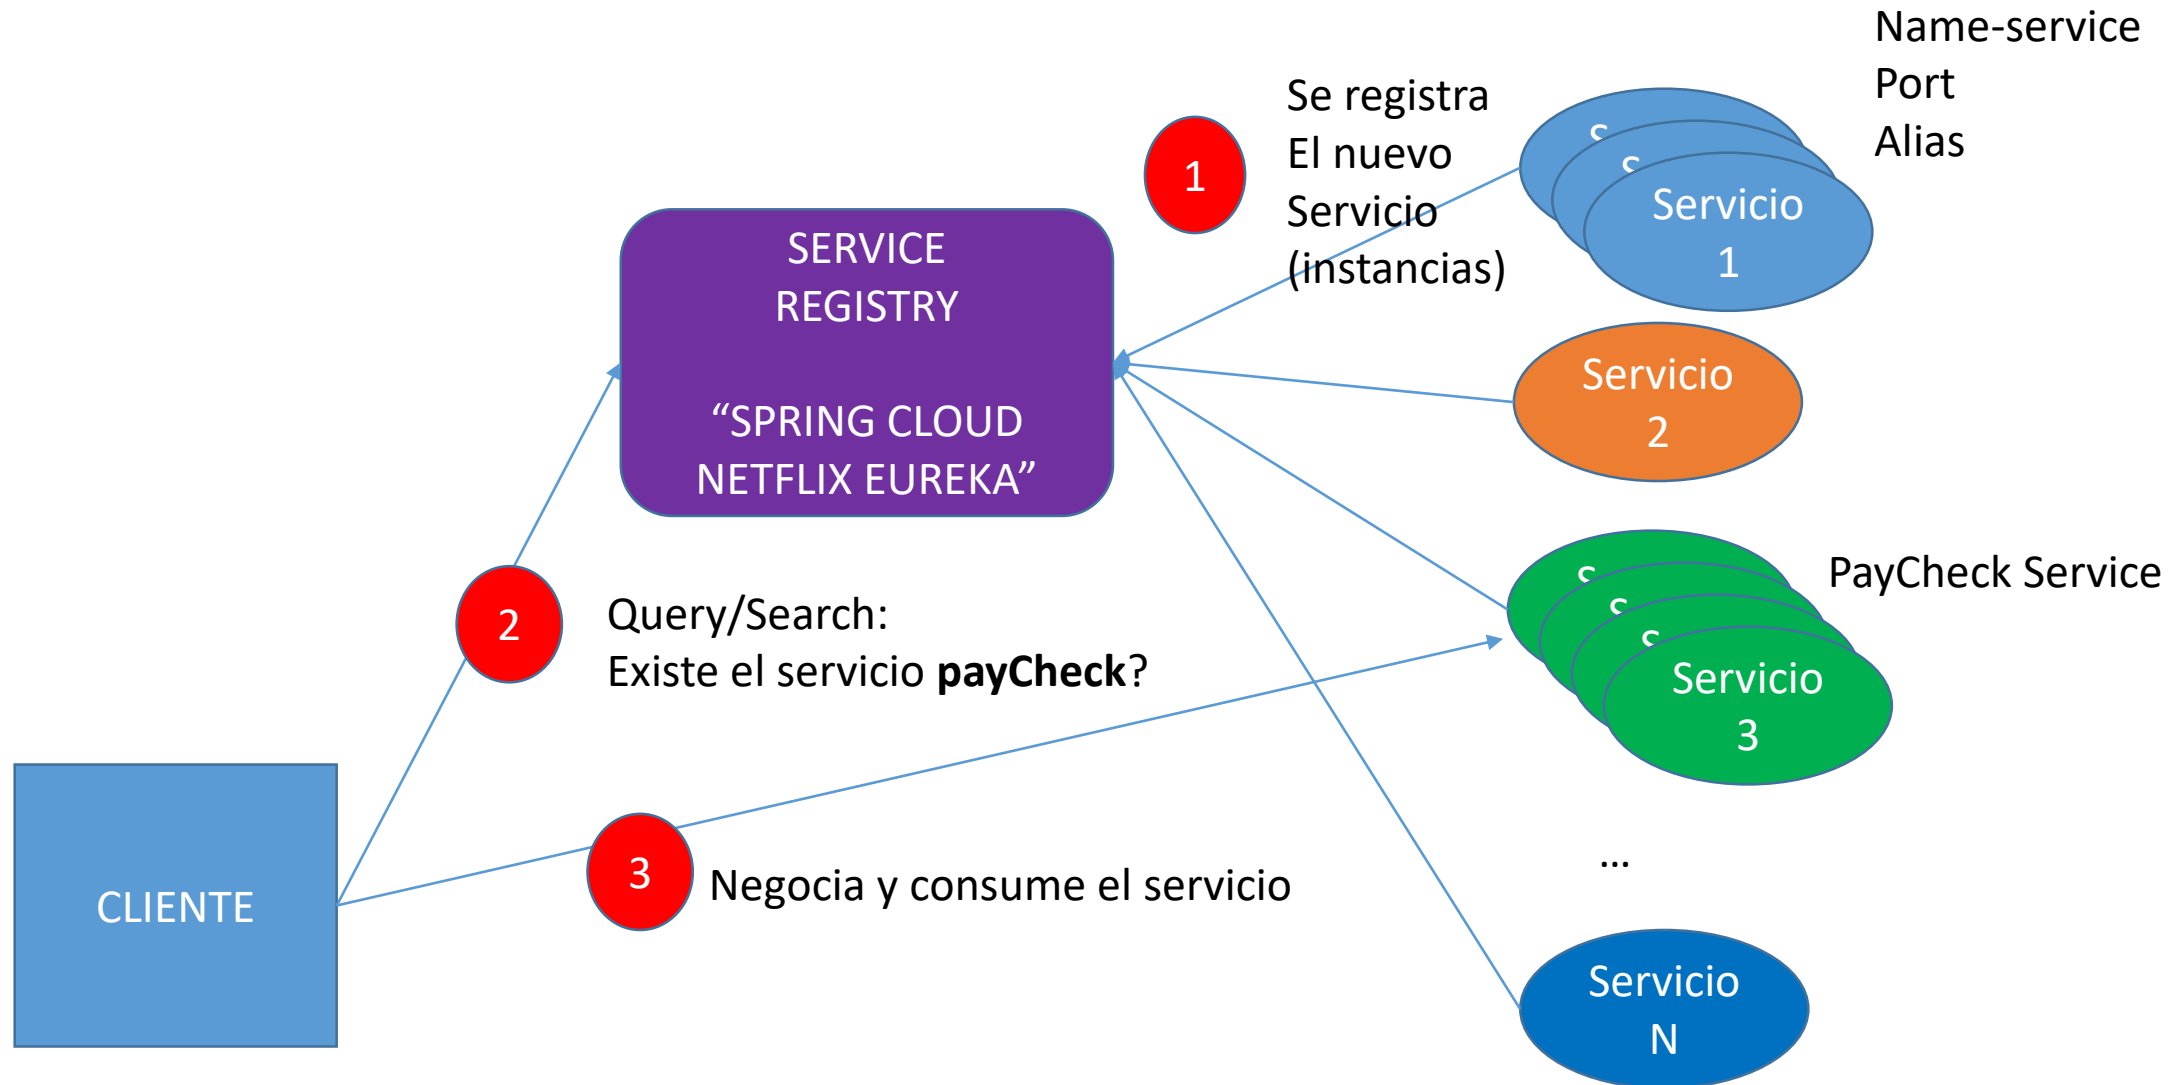 Name-service
Port
Alias
Se registra
El nuevo
Servicio
(instancias)
1
S
S
Servicio
1
SERVICE
REGISTRY
“SPRING CLOUD
NETFLIX EUREKA”
Servicio
2
PayCheck Service
S
S
S
Servicio
3
2
Query/Search:
Existe el servicio payCheck?
3
Negocia y consume el servicio
CLIENTE
...
Servicio
N